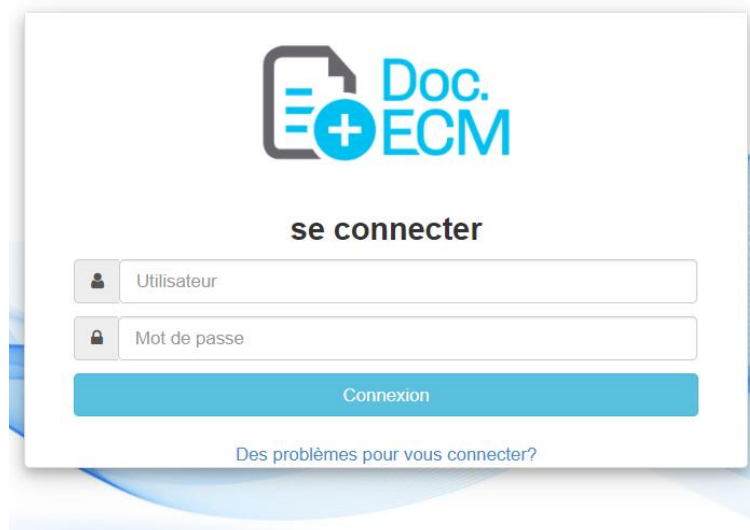 Doc.
ECM
se connecter
Utilisateur
Mot de passe
Connexion
Des problèmes pour vous connecter?